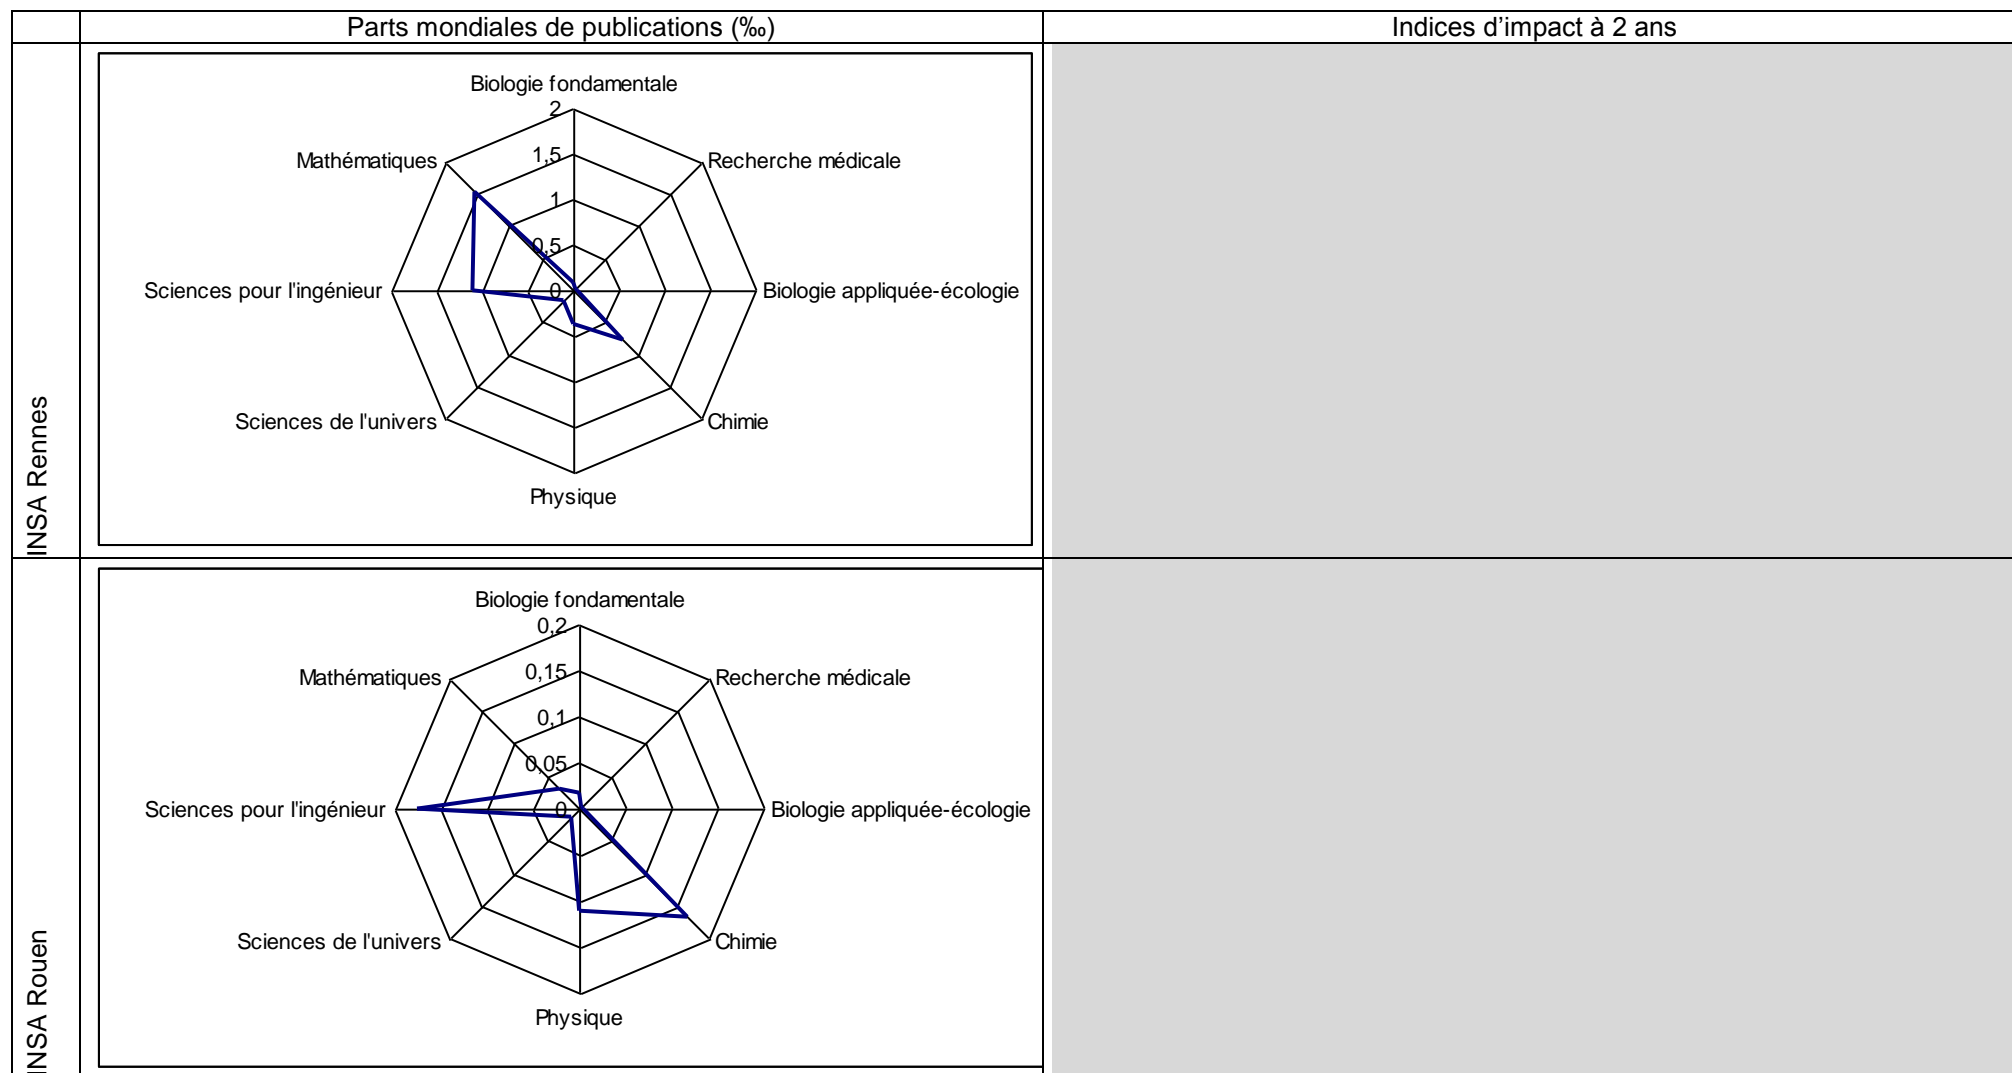 Parts mondiales de publications (‰)
Indices d'impact à 2 ans
INSA Rennes
Biologie fondamentale
2
Mathématiques
1,5
Recherche médicale
1
0,5
Sciences pour l'ingénieur
0
Biologie appliquée-écologie
Sciences de l'univers
Chimie
Physique
INSA Rouen
Biologie fondamentale
0,2
Mathématiques
0,15
Recherche médicale
0,1
0,05
Sciences pour l'ingénieur
0
Biologie appliquée-écologie
Sciences de l'univers
Chimie
Physique